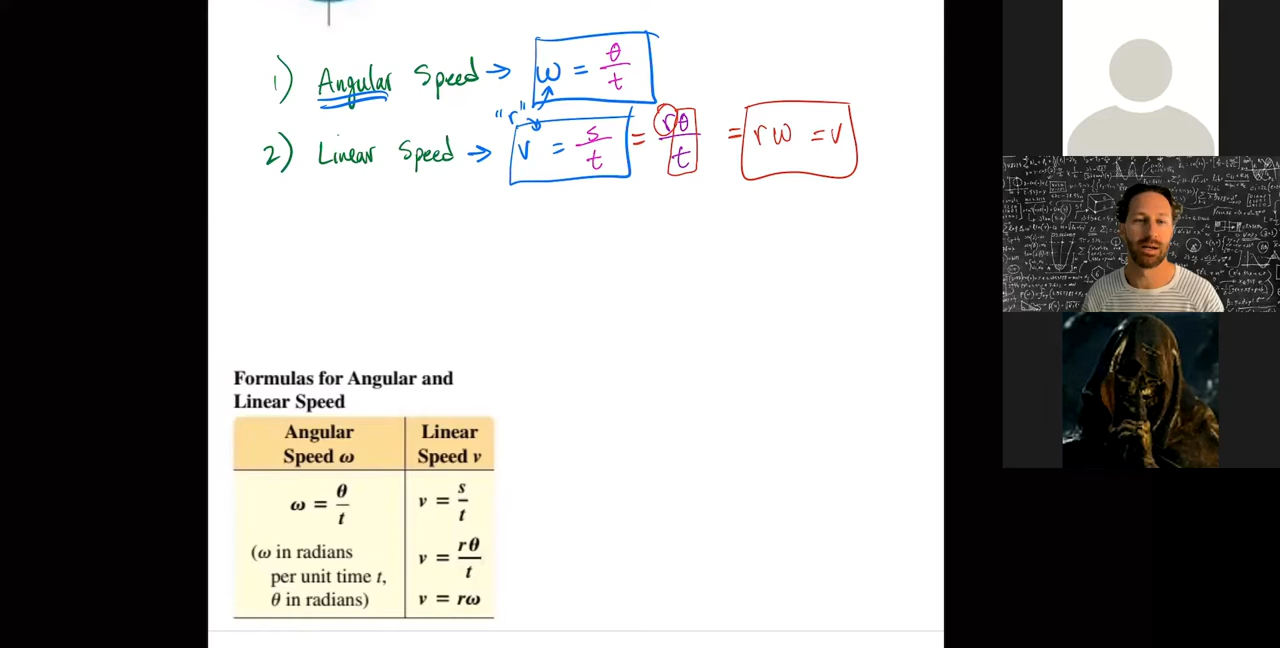 1) Angular Speed → ω = θ/t
"r"
2) Linear Speed → v = s/t = rθ/t = rω = v
Formulas for Angular and
Linear Speed
Angular Speed ω
Linear Speed v
ω = θ/t
(ω in radians
per unit time t,
θ in radians)
v = s/t
v = rθ/t
v = rω